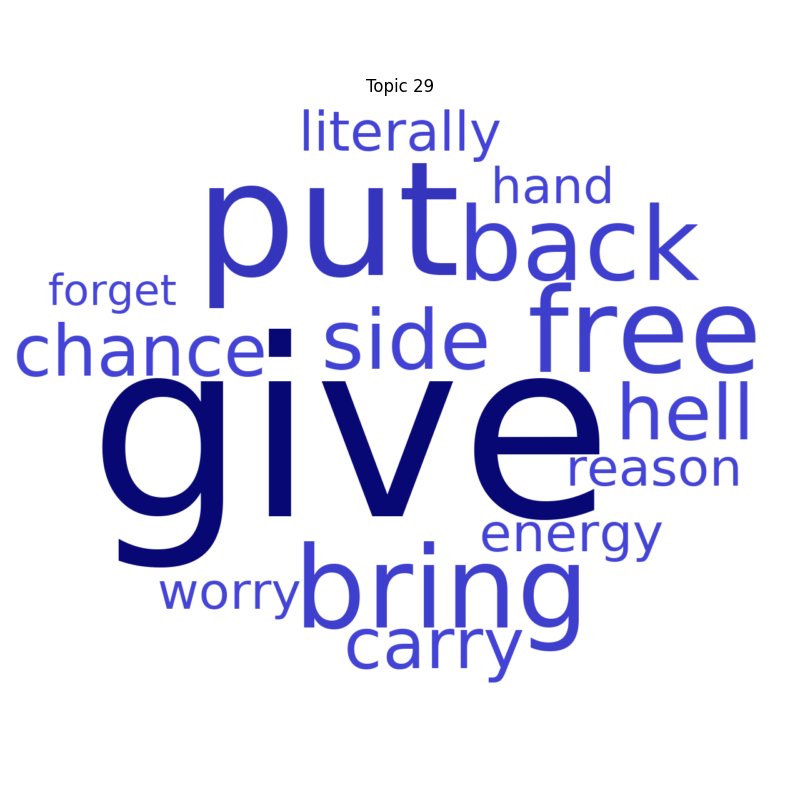 Topic 29
literally
hand
put
back
forget
free
chance
side
give
hell
reason
energy
worry
bring
carry